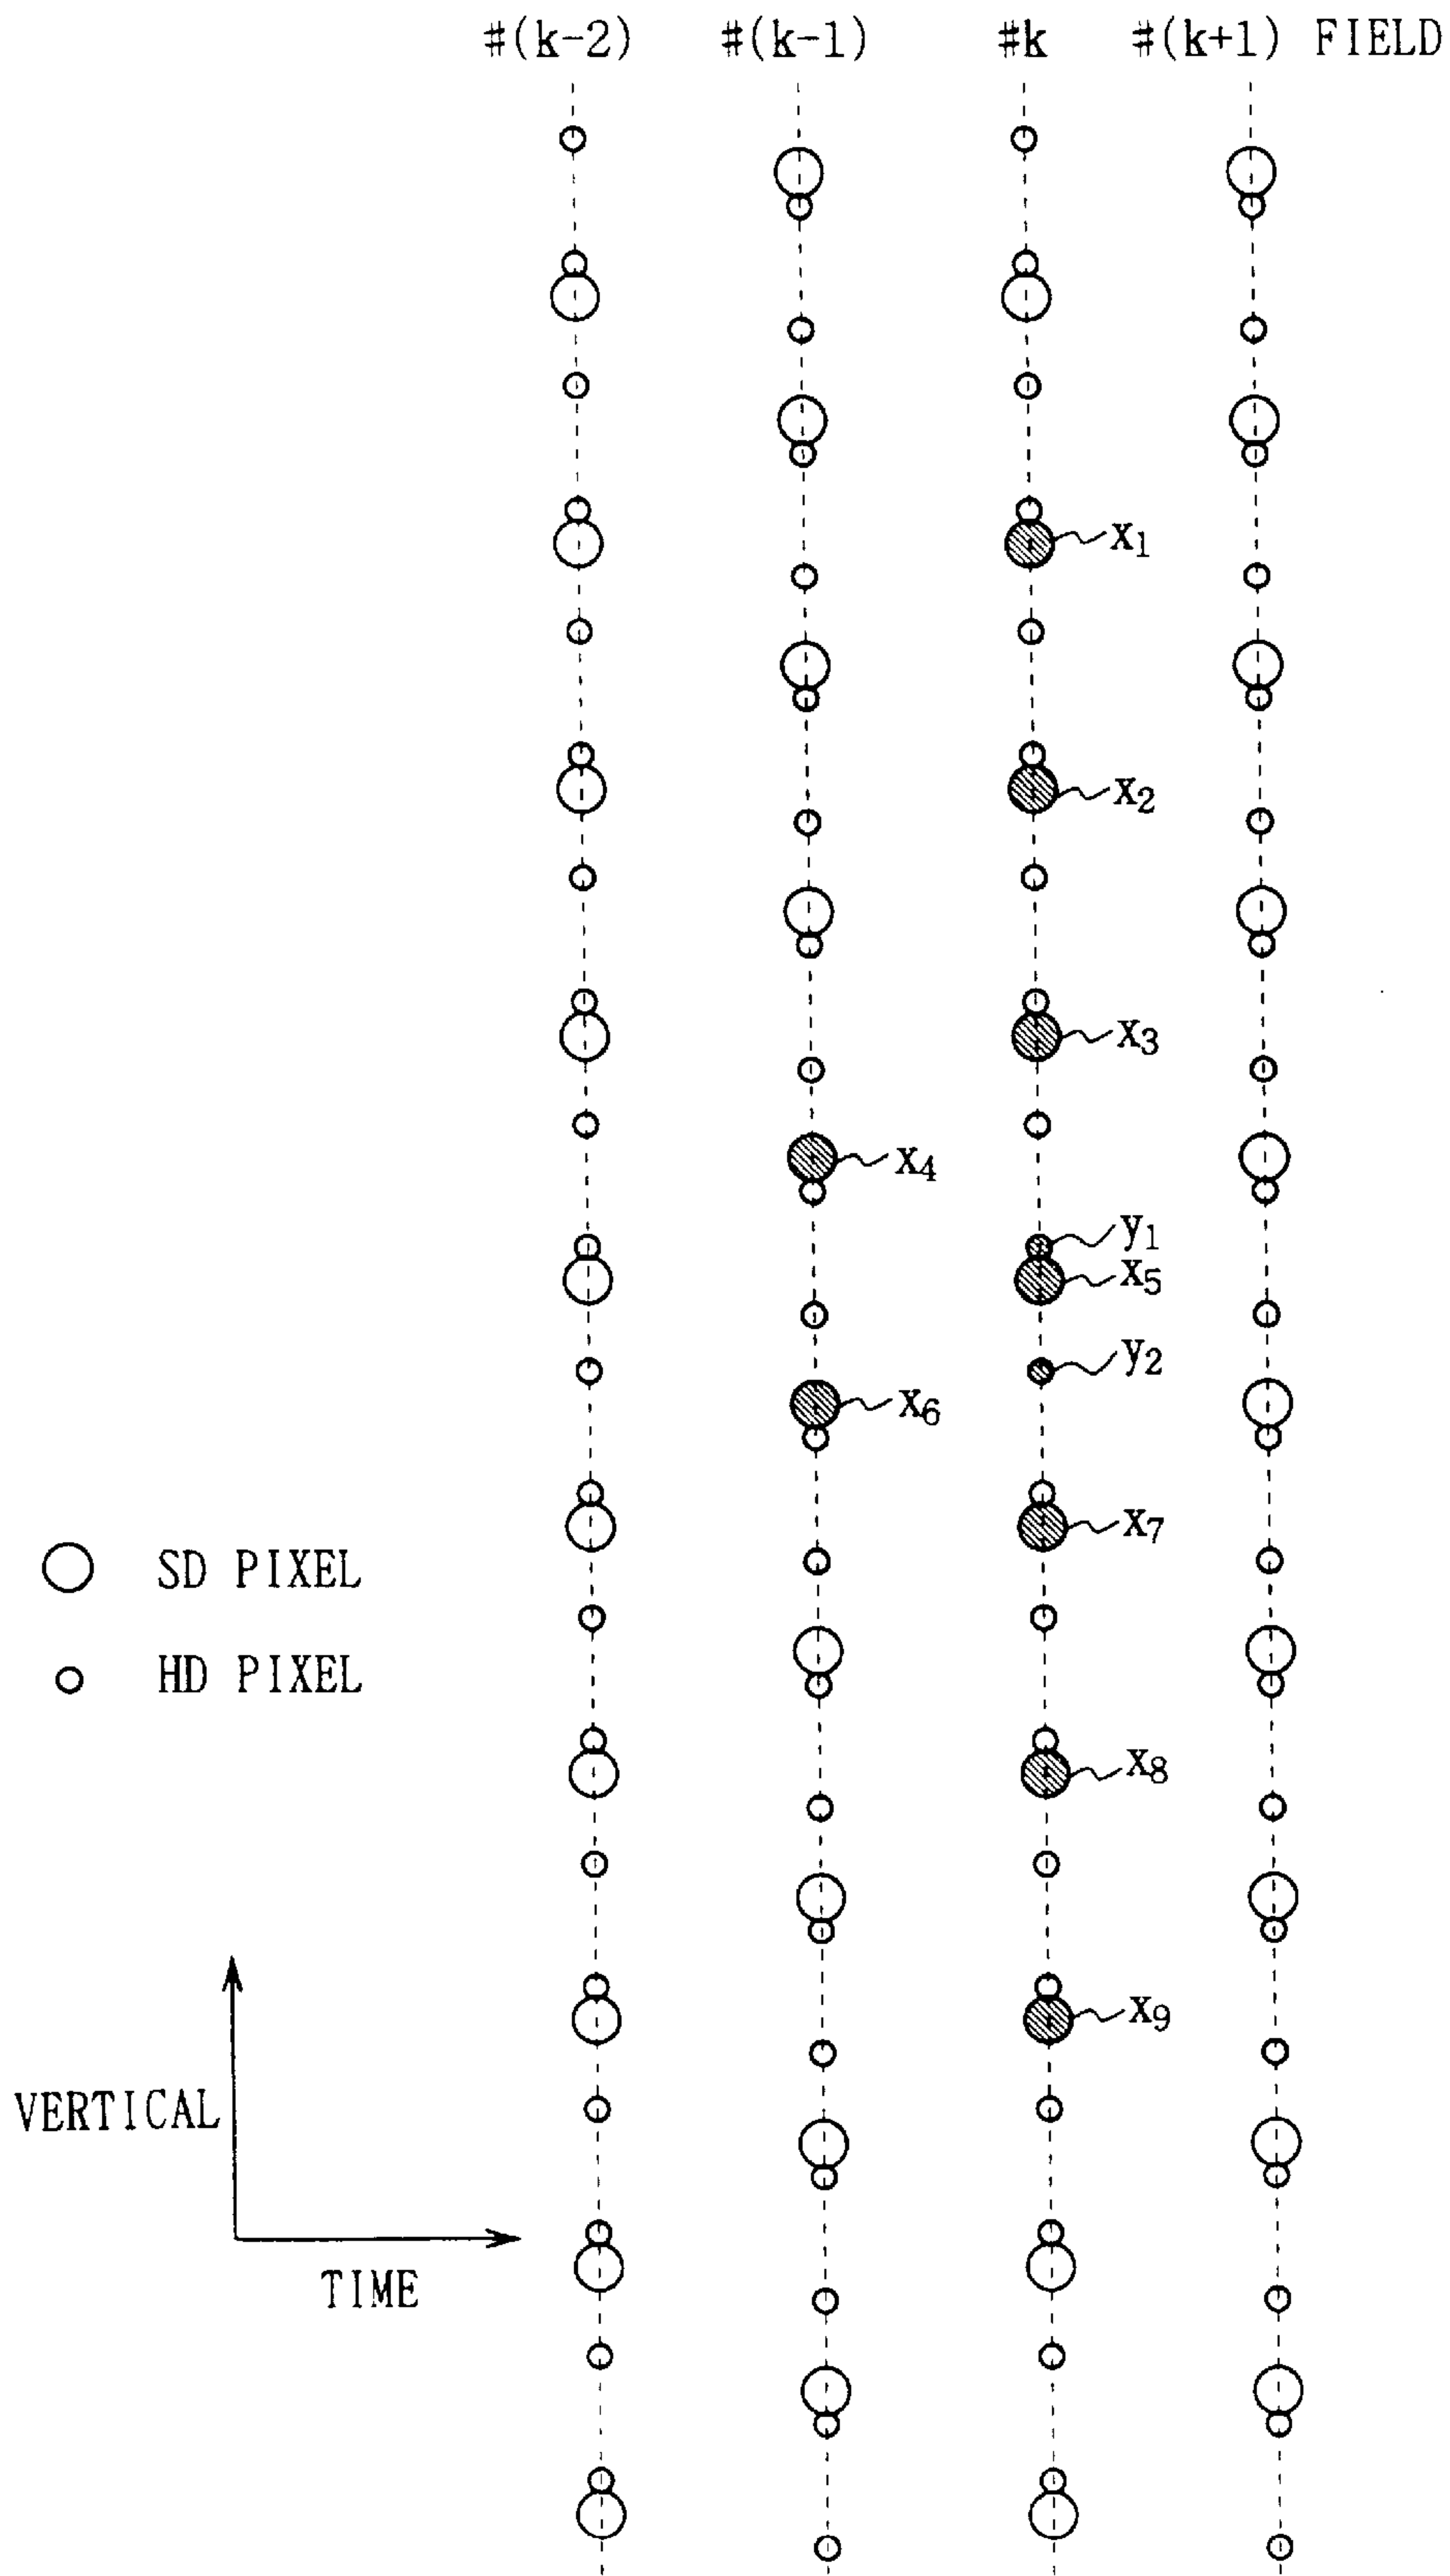 #(k-2) #(k-1) #k #(k+1) FIELD
x₁
x₂
x₃
x₄
y₁
x₅
y₂
x₆
x₇
SD PIXEL
HD PIXEL
x₈
x₉
VERTICAL
TIME